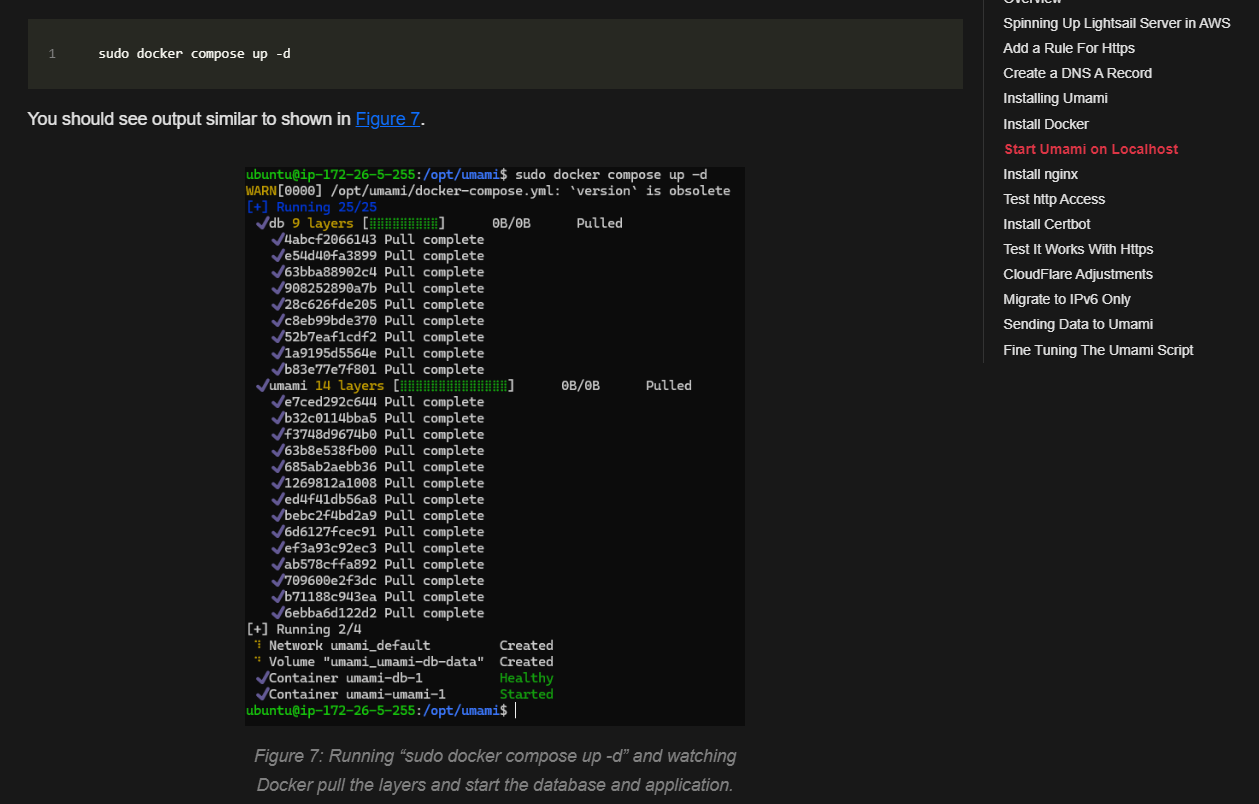 1 sudo docker compose up -d
You should see output similar to shown in Figure 7.
ubuntu@ip-172-26-5-255:/opt/umami$ sudo docker compose up -d
WARN[0000] /opt/umami/docker-compose.yml: `version` is obsolete
[+] Running 25/25
✔db 9 layers [⣿⣿⣿⣿⣿⣿⣿⣿⣿] 0B/0B Pulled
✔4abcf2066143 Pull complete
✔e54d40fa3899 Pull complete
✔63bba88902c4 Pull complete
✔908252890a7b Pull complete
✔28c626fde205 Pull complete
✔c8eb99bde370 Pull complete
✔52b7eaf1cdf2 Pull complete
✔1a9195d5564e Pull complete
✔b83e77e7f801 Pull complete
✔umami 14 layers [⣿⣿⣿⣿⣿⣿⣿⣿⣿⣿⣿⣿⣿⣿] 0B/0B Pulled
✔e7ced292c644 Pull complete
✔b32c0114bba5 Pull complete
✔f3748d9674b0 Pull complete
✔63b8e538fb00 Pull complete
✔685ab2aebb36 Pull complete
✔1269812a1008 Pull complete
✔ed4f41db56a8 Pull complete
✔bebc2f4bd2a9 Pull complete
✔6d6127fcec91 Pull complete
✔ef3a93c92ec3 Pull complete
✔ab578cffa892 Pull complete
✔709600e2f3dc Pull complete
✔b71188c943ea Pull complete
✔6ebba6d122d2 Pull complete
[+] Running 2/4
Network umami_default Created
Volume "umami_umami-db-data" Created
✔Container umami-db-1 Healthy
✔Container umami-umami-1 Started
ubuntu@ip-172-26-5-255:/opt/umami$
Figure 7: Running “sudo docker compose up -d” and watching
Docker pull the layers and start the database and application.
Overview
Spinning Up Lightsail Server in AWS
Add a Rule For Https
Create a DNS A Record
Installing Umami
Install Docker
Start Umami on Localhost
Install nginx
Test http Access
Install Certbot
Test It Works With Https
CloudFlare Adjustments
Migrate to IPv6 Only
Sending Data to Umami
Fine Tuning The Umami Script